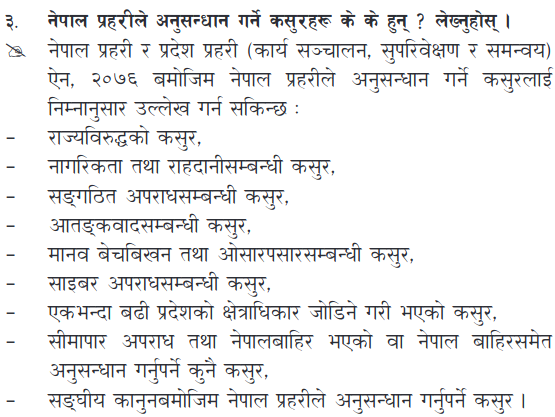 ३. नेपाल प्रहरीले अनुसन्धान गर्ने कसुरहरू के के हुन् ? लेख्नुहोस् ।
नेपाल प्रहरी र प्रदेश प्रहरी (कार्य सञ्चालन, सुपरिवेक्षण र समन्वय)
ऐन, २०७६ बमोजिम नेपाल प्रहरीले अनुसन्धान गर्ने कसुरलाई
निम्नानुसार उल्लेख गर्न सकिन्छ :
– राज्यविरुद्धको कसुर,
– नागरिकता तथा राहदानीसम्बन्धी कसुर,
– सङ्गठित अपराधसम्बन्धी कसुर,
– आतङ्कवादसम्बन्धी कसुर,
– मानव बेचबिखन तथा ओसारपसारसम्बन्धी कसुर,
– साइबर अपराधसम्बन्धी कसुर,
– एकभन्दा बढी प्रदेशको क्षेत्राधिकार जोडिने गरी भएको कसुर,
– सीमापार अपराध तथा नेपालबाहिर भएको वा नेपाल बाहिरसमेत
अनुसन्धान गर्नुपर्ने कुनै कसुर,
– सङ्घीय कानुनबमोजिम नेपाल प्रहरीले अनुसन्धान गर्नुपर्ने कसुर ।